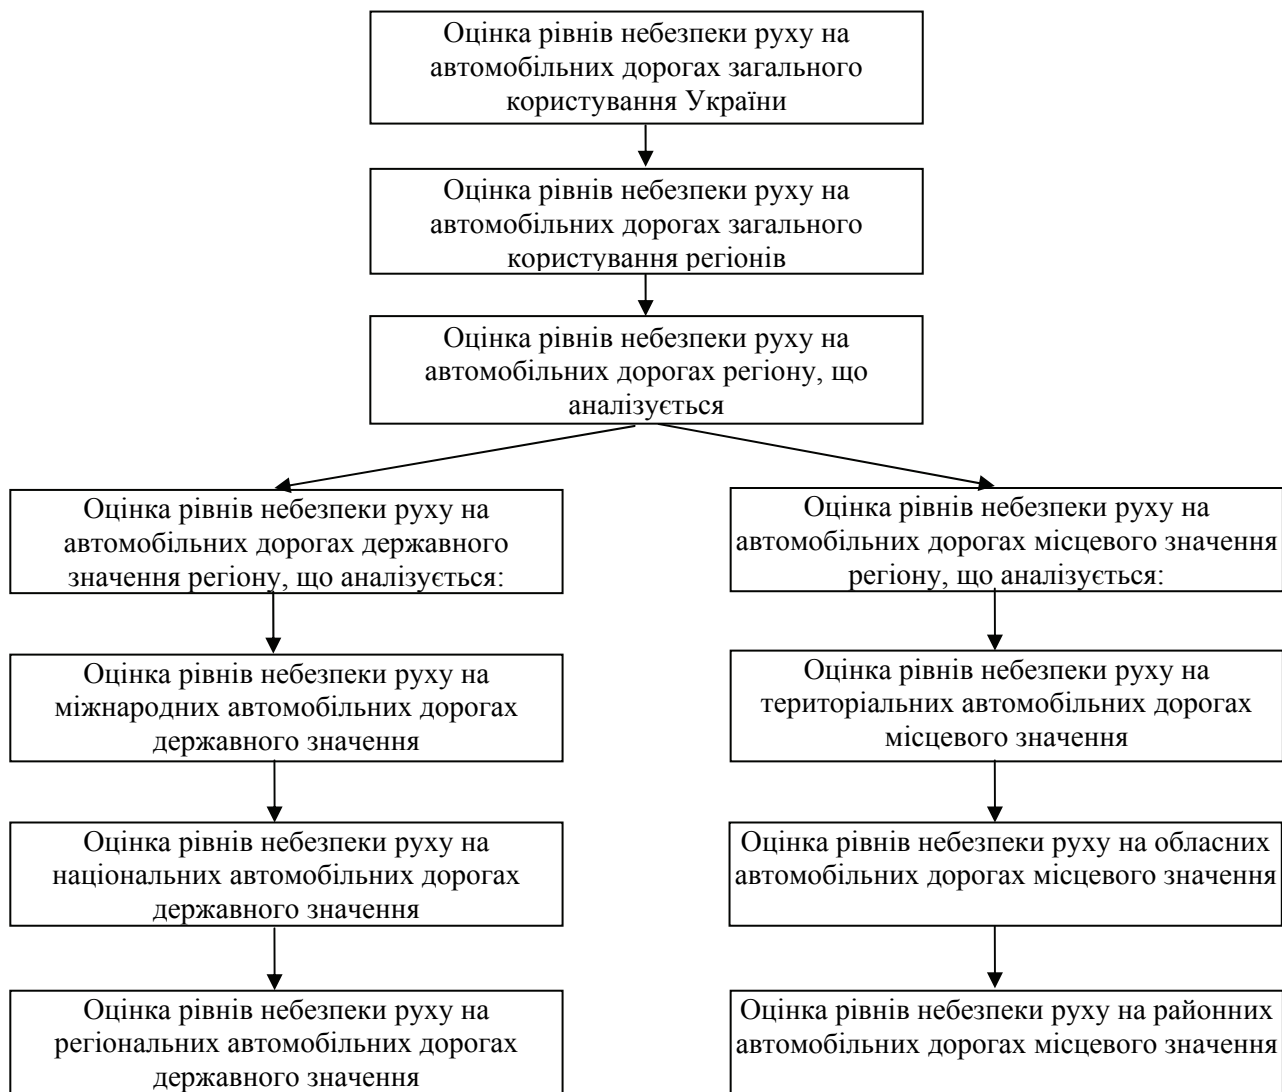 Оцінка рівнів небезпеки руху на
автомобільних дорогах загального
користування України
Оцінка рівнів небезпеки руху на
автомобільних дорогах загального
користування регіонів
Оцінка рівнів небезпеки руху на
автомобільних дорогах регіону, що
аналізується
Оцінка рівнів небезпеки руху на
автомобільних дорогах державного
значення регіону, що аналізується:
Оцінка рівнів небезпеки руху на
міжнародних автомобільних дорогах
державного значення
Оцінка рівнів небезпеки руху на
національних автомобільних дорогах
державного значення
Оцінка рівнів небезпеки руху на
регіональних автомобільних дорогах
державного значення
Оцінка рівнів небезпеки руху на
автомобільних дорогах місцевого значення
регіону, що аналізується:
Оцінка рівнів небезпеки руху на
територіальних автомобільних дорогах
місцевого значення
Оцінка рівнів небезпеки руху на обласних
автомобільних дорогах місцевого значення
Оцінка рівнів небезпеки руху на районних
автомобільних дорогах місцевого значення